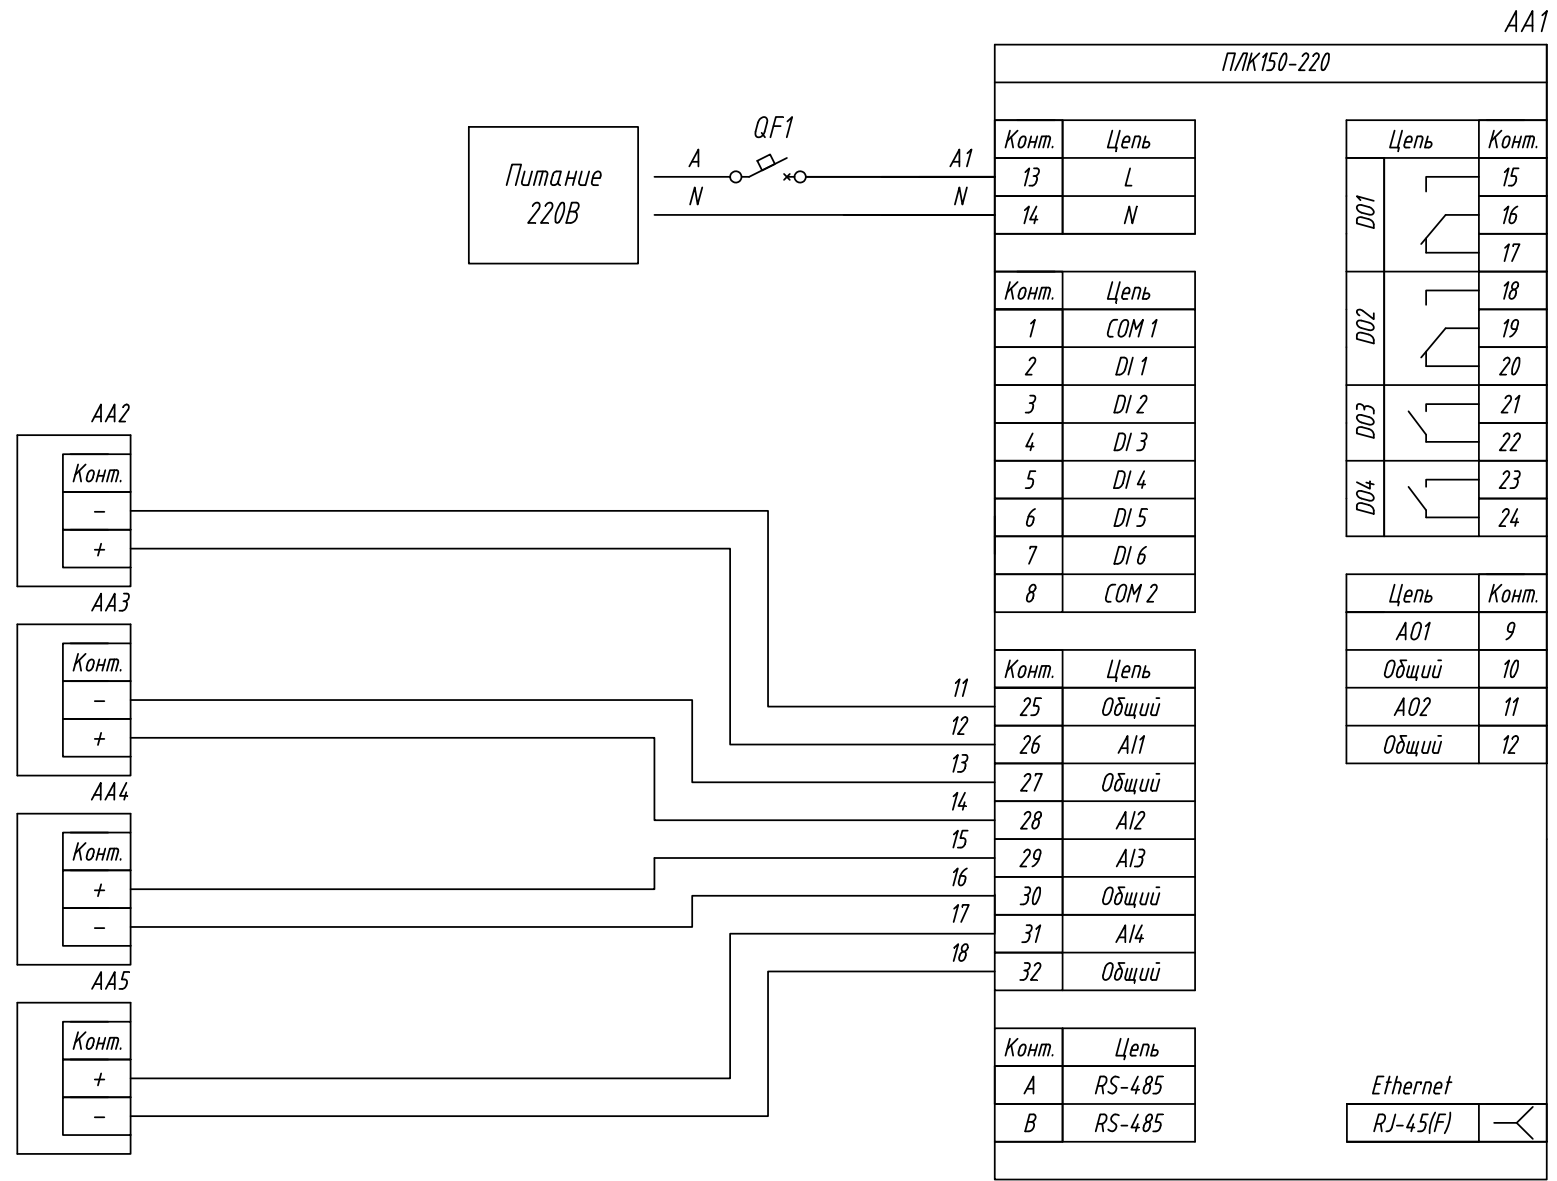 AA1
ПЛК150-220
Питание
220В
QF1
A
A1
N
N
Конт. Цепь
13 L
14 N
Цепь Конт.
DO1
15
16
17
DO2
18
19
20
DO3
21
22
DO4
23
24
Конт. Цепь
1 COM 1
2 DI 1
3 DI 2
4 DI 3
5 DI 4
6 DI 5
7 DI 6
8 COM 2
Цепь Конт.
AO1 9
Общий 10
AO2 11
Общий 12
AA2
Конт.
-
+
AA3
Конт.
-
+
AA4
Конт.
+
-
AA5
Конт.
+
-
11
12
13
14
15
16
17
18
Конт. Цепь
25 Общий
26 AI1
27 Общий
28 AI2
29 AI3
30 Общий
31 AI4
32 Общий
Конт. Цепь
A RS-485
B RS-485
Ethernet
RJ-45(F)